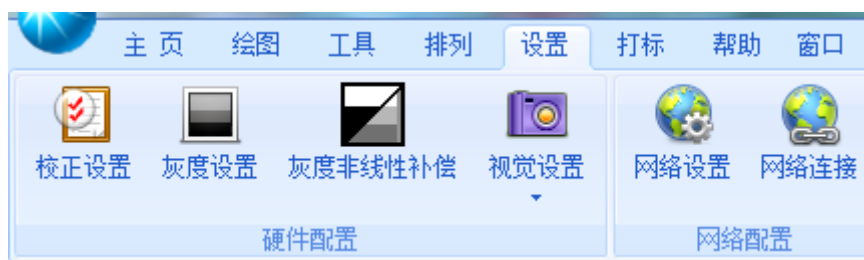 主 页 绘图 工具 排列 设置 打标 帮助 窗口
校正设置 灰度设置 灰度非线性补偿 视觉设置 网络设置 网络连接
硬件配置 网络配置